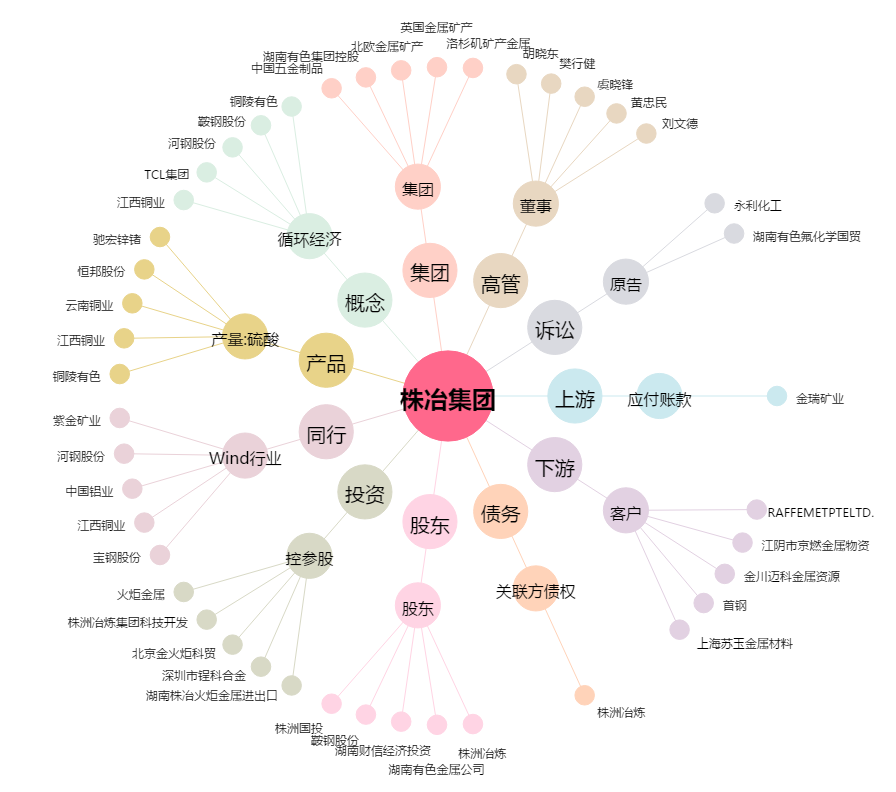 株冶集团
集团
集团
中国五金制品
湖南有色集团控股
北欧金属矿产
英国金属矿产
洛杉矶矿产金属
高管
董事
胡晓东
樊行健
虞晓锋
黄忠民
刘文德
诉讼
原告
永利化工
湖南有色氟化学国贸
上游
应付账款
金瑞矿业
下游
客户
RAFFEMETPTELTD.
江阴市京燃金属物资
金川迈科金属资源
首钢
上海苏玉金属材料
债务
关联方债权
株洲冶炼
股东
股东
株洲冶炼
湖南有色金属公司
湖南财信经济投资
鞍钢股份
株洲国投
投资
控参股
湖南株冶火炬金属进出口
深圳市锃科合金
北京金火炬科贸
株洲冶炼集团科技开发
火炬金属
同行
Wind行业
宝钢股份
江西铜业
中国铝业
河钢股份
紫金矿业
产品
产量:硫酸
铜陵有色
江西铜业
云南铜业
恒邦股份
驰宏锌锗
概念
循环经济
江西铜业
TCL集团
河钢股份
鞍钢股份
铜陵有色